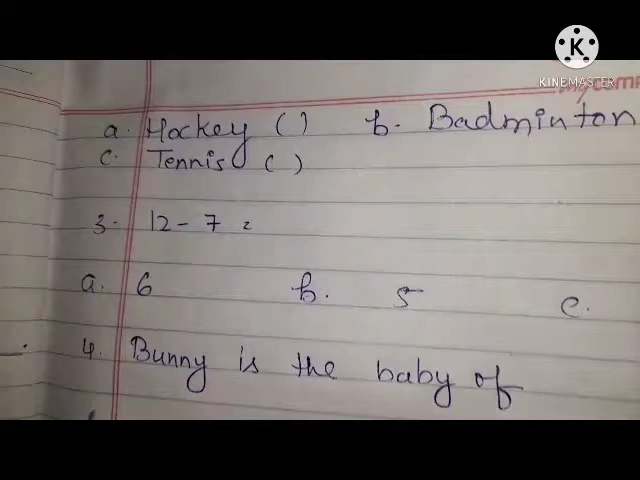 KINEMASTER
a. Hockey ( ) b. Badminton
c. Tennis ( )
3. 12 - 7 =
a. 6 b. 5 c.
4. Bunny is the baby of